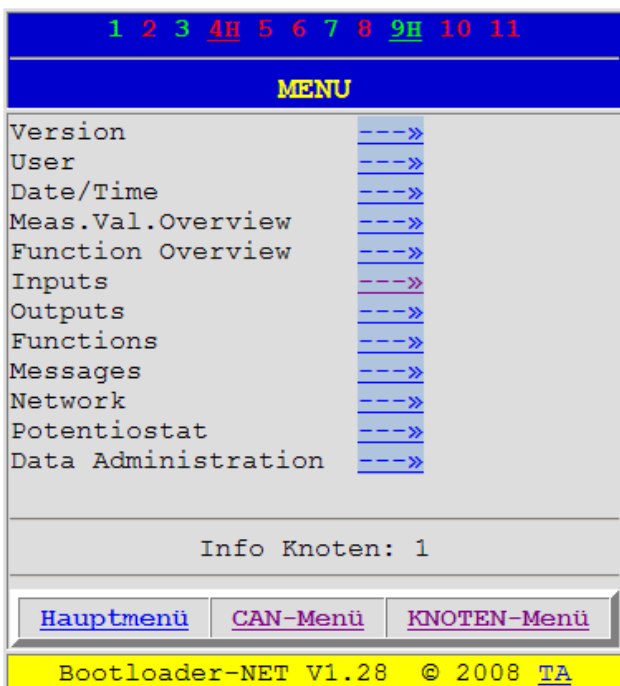 1 2 3 4H 5 6 7 8 9H 10 11
MENU
Version ---»
User ---»
Date/Time ---»
Meas.Val.Overview ---»
Function Overview ---»
Inputs ---»
Outputs ---»
Functions ---»
Messages ---»
Network ---»
Potentiostat ---»
Data Administration ---»
Info Knoten: 1
Hauptmenü CAN-Menü KNOTEN-Menü
Bootloader-NET V1.28 © 2008 TA